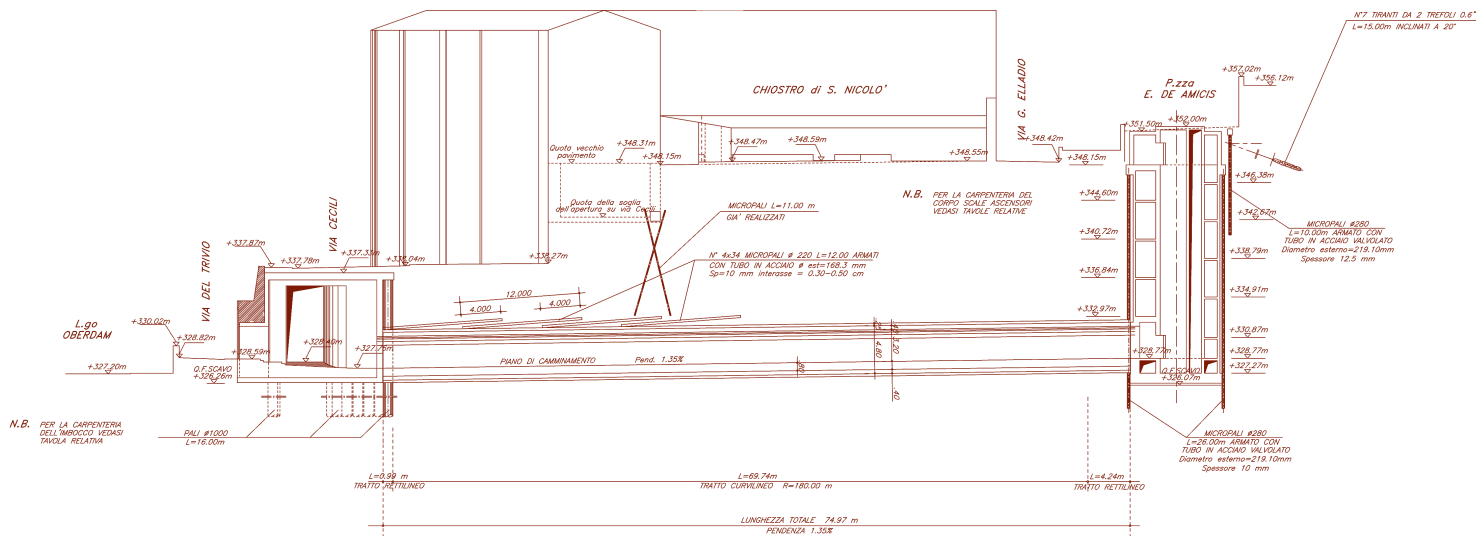 N°7 TIRANTI DA 2 TREFOLI 0.6"
L=15.00m INCLINATI A 20°
+357.02m
+356.12m
P.zza
E. DE AMICIS
CHIOSTRO di S. NICOLO'
VIA G. ELLADIO
+351.50m
+352.00m
Quota vecchio
pavimento
+348.31m
+348.15m
+348.47m
+348.59m
+348.55m
+348.42m
+348.15m
+346.38m
N.B. PER LA CARPENTERIA DEL
CORPO SCALE ASCENSORI
VEDASI TAVOLE RELATIVE
+344.60m
+342.67m
Quota della soglia
dell'apertura su via Cecili
MICROPALI L=11.00 m
GIA' REALIZZATI
MICROPALI ø280
L=10.00m ARMATO CON
TUBO IN ACCIAIO VALVOLATO
Diametro esterno=219.10mm
Spessore 12.5 mm
VIA CECILI
VIA DEL TRIVIO
+340.72m
+338.79m
+337.87m
+337.78m
+337.33m
+338.04m
+338.27m
N° 4x34 MICROPALI ø 220 L=12.00 ARMATI
CON TUBO IN ACCIAIO ø est=168.3 mm
Sp=10 mm interasse = 0.30-0.50 cm
+336.84m
+334.91m
12.000
4.000
4.000
+332.97m
L.go
OBERDAM
+330.02m
+328.82m
+330.87m
+328.59m
+328.40m
+327.75m
4.80
3.20
+328.77m
+328.77m
PIANO DI CAMMINAMENTO Pend. 1.35%
.80
+327.20m
Q.F.SCAVO
+326.26m
+327.27m
Q.F.SCAVO
+326.07m
.40
N.B. PER LA CARPENTERIA
DELL'IMBOCCO VEDASI
TAVOLA RELATIVA
PALI ø1000
L=16.00m
MICROPALI ø280
L=26.00m ARMATO CON
TUBO IN ACCIAIO VALVOLATO
Diametro esterno=219.10mm
Spessore 10 mm
L=0.99 m
TRATTO RETTILINEO
L=69.74m
TRATTO CURVILINEO R=180.00 m
L=4.24m
TRATTO RETTILINEO
LUNGHEZZA TOTALE 74.97 m
PENDENZA 1.35%